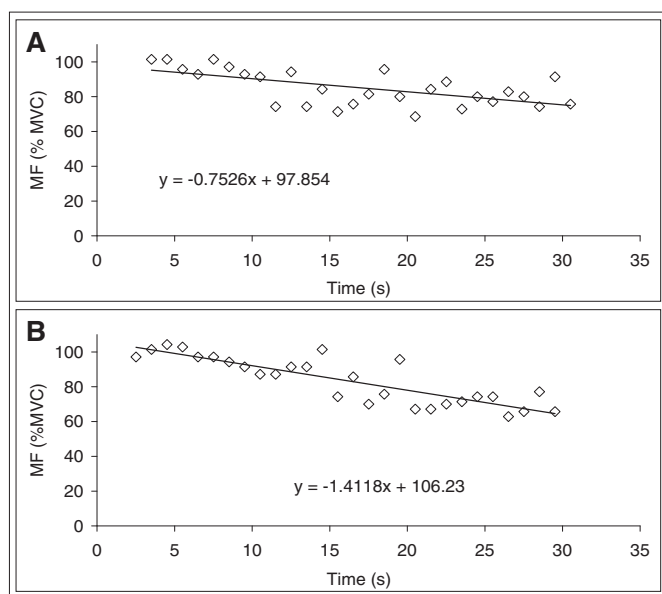 A
MF (% MVC)
100
80
60
40
20
0
y = -0.7526x + 97.854
0 5 10 15 20 25 30 35
Time (s)
B
MF (%MVC)
100
80
60
40
20
0
y = -1.4118x + 106.23
0 5 10 15 20 25 30 35
Time (s)